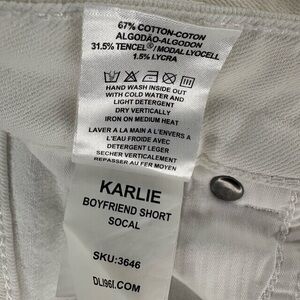 67% COTTON-COTON
ALGODÃO-ALGODON
31.5% TENCEL®/MODAL LYOCELL
1.5% LYCRA
HAND WASH INSIDE OUT
WITH COLD WATER AND
LIGHT DETERGENT
DRY VERTICALLY
IRON ON MEDIUM HEAT
LAVER A LA MAIN A L'ENVERS A
L'EAU FROIDE AVEC
DETERGENT LEGER
SECHER VERTICALEMENT
REPASSER AU FER MOYEN
KARLIE
BOYFRIEND SHORT
SOCAL
SKU:3646
DL1961.COM